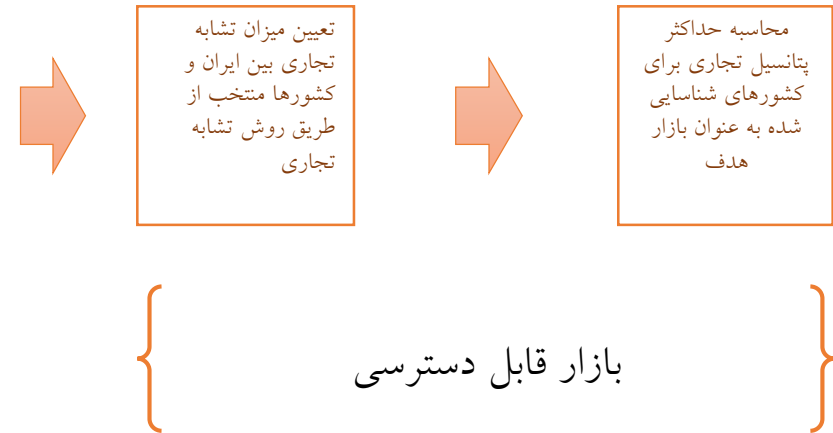 تعیین میزان تشابه
تجاری بین ایران و
کشورها منتخب از
طریق روش تشابه
تجاری
محاسبه حداکثر
پتانسیل تجاری برای
کشورهای شناسایی
شده به عنوان بازار
هدف
بازار قابل دسترسی